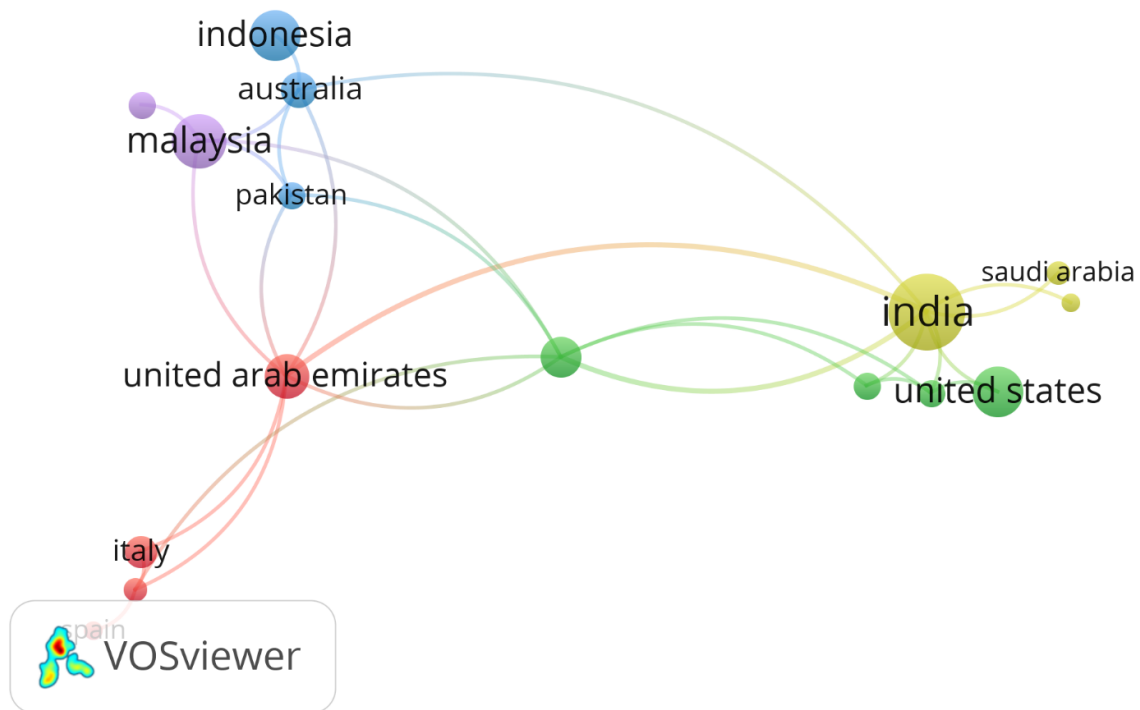 indonesia
australia
malaysia
pakistan
saudi arabia
india
united arab emirates
united states
italy
spain
VOSviewer